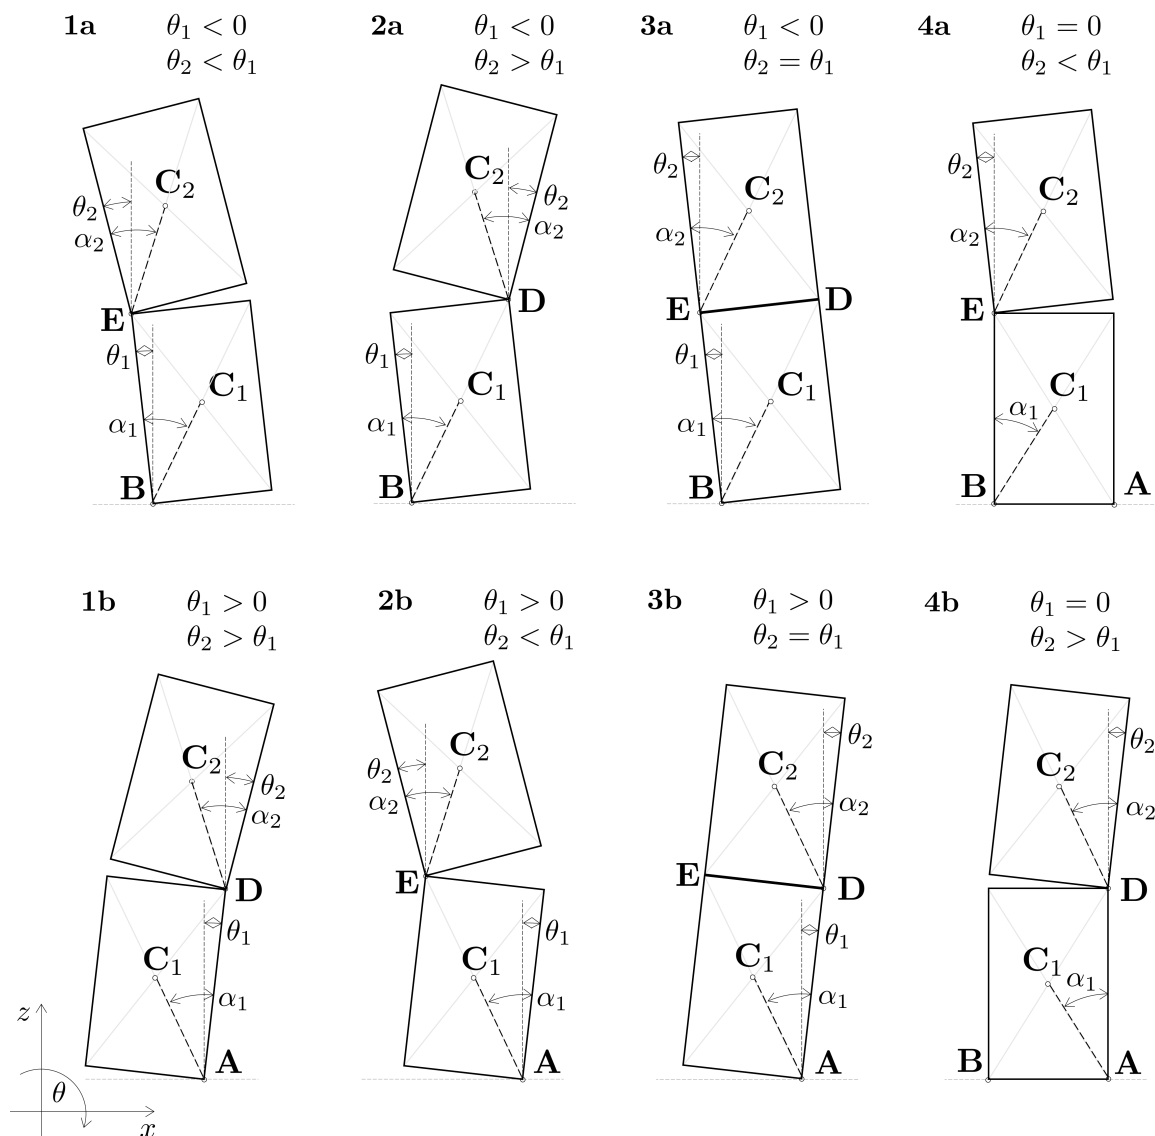 1a θ₁ < 0
θ₂ < θ₁
C₂
θ₂
α₂
E
θ₁
C₁
α₁
B
2a θ₁ < 0
θ₂ > θ₁
C₂
θ₂
α₂
D
θ₁
C₁
α₁
B
3a θ₁ < 0
θ₂ = θ₁
θ₂
C₂
α₂
E D
θ₁
C₁
α₁
B
4a θ₁ = 0
θ₂ < θ₁
θ₂
C₂
α₂
E
C₁
α₁
B A
1b θ₁ > 0
θ₂ > θ₁
C₂
θ₂
α₂
D
θ₁
C₁
α₁
A
2b θ₁ > 0
θ₂ < θ₁
C₂
θ₂
α₂
E
θ₁
C₁
α₁
A
3b θ₁ > 0
θ₂ = θ₁
θ₂
C₂
α₂
E D
θ₁
C₁
α₁
A
4b θ₁ = 0
θ₂ > θ₁
θ₂
C₂
α₂
D
C₁ α₁
B A
z
θ
x